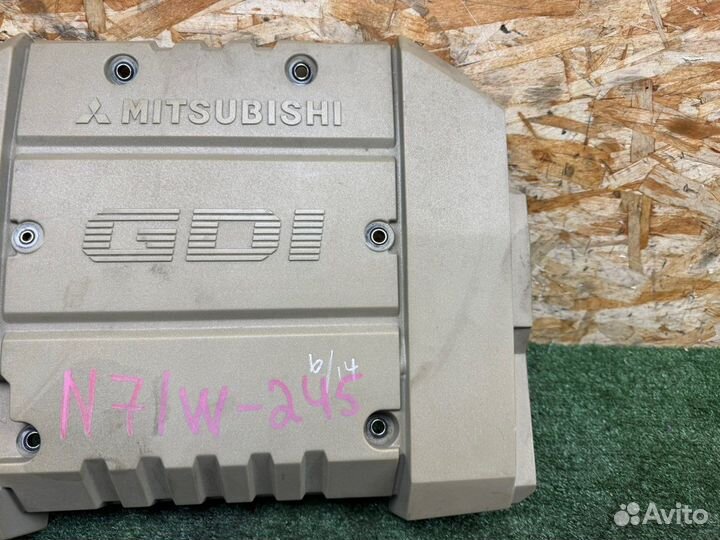 MITSUBISHI
GDI
b/14
N71W-245
Avito